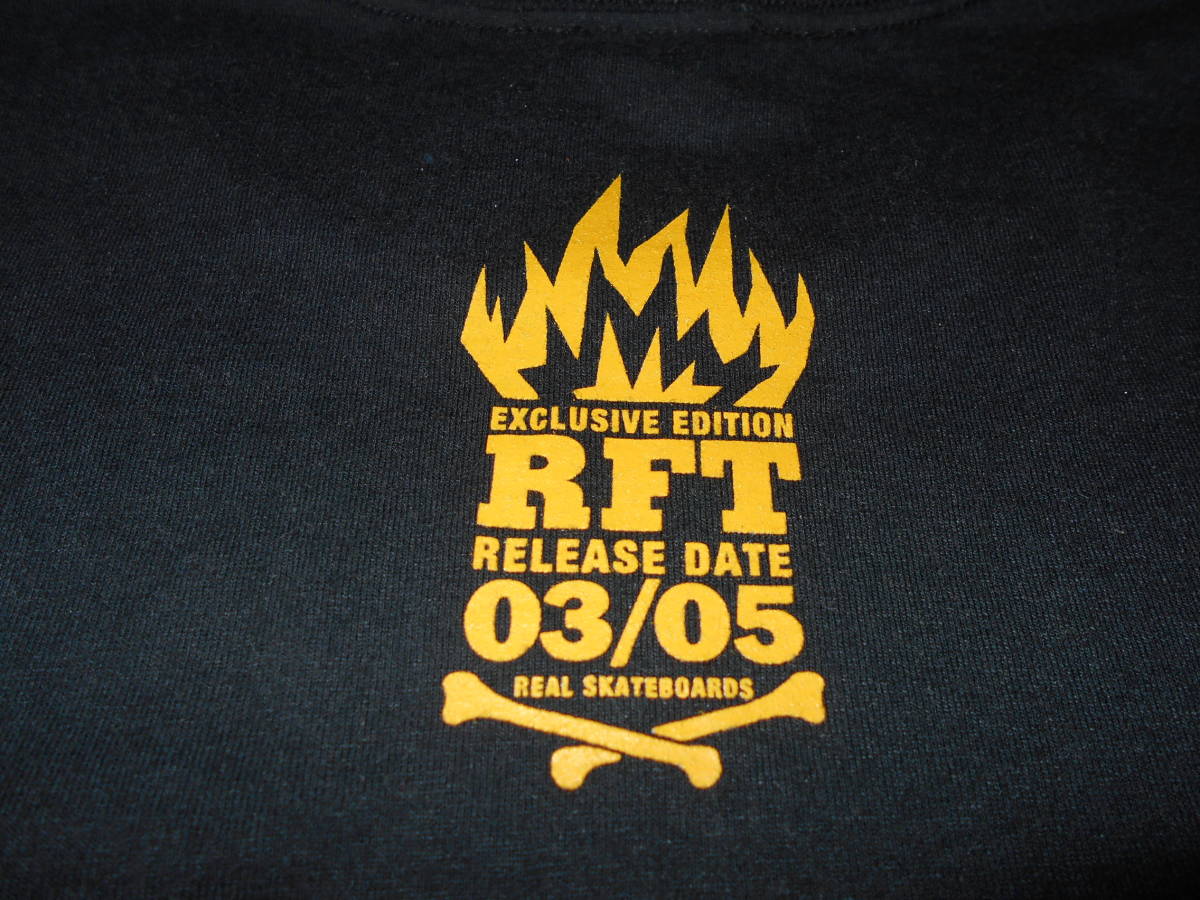 EXCLUSIVE EDITION
RFT
RELEASE DATE
03/05
REAL SKATEBOARDS